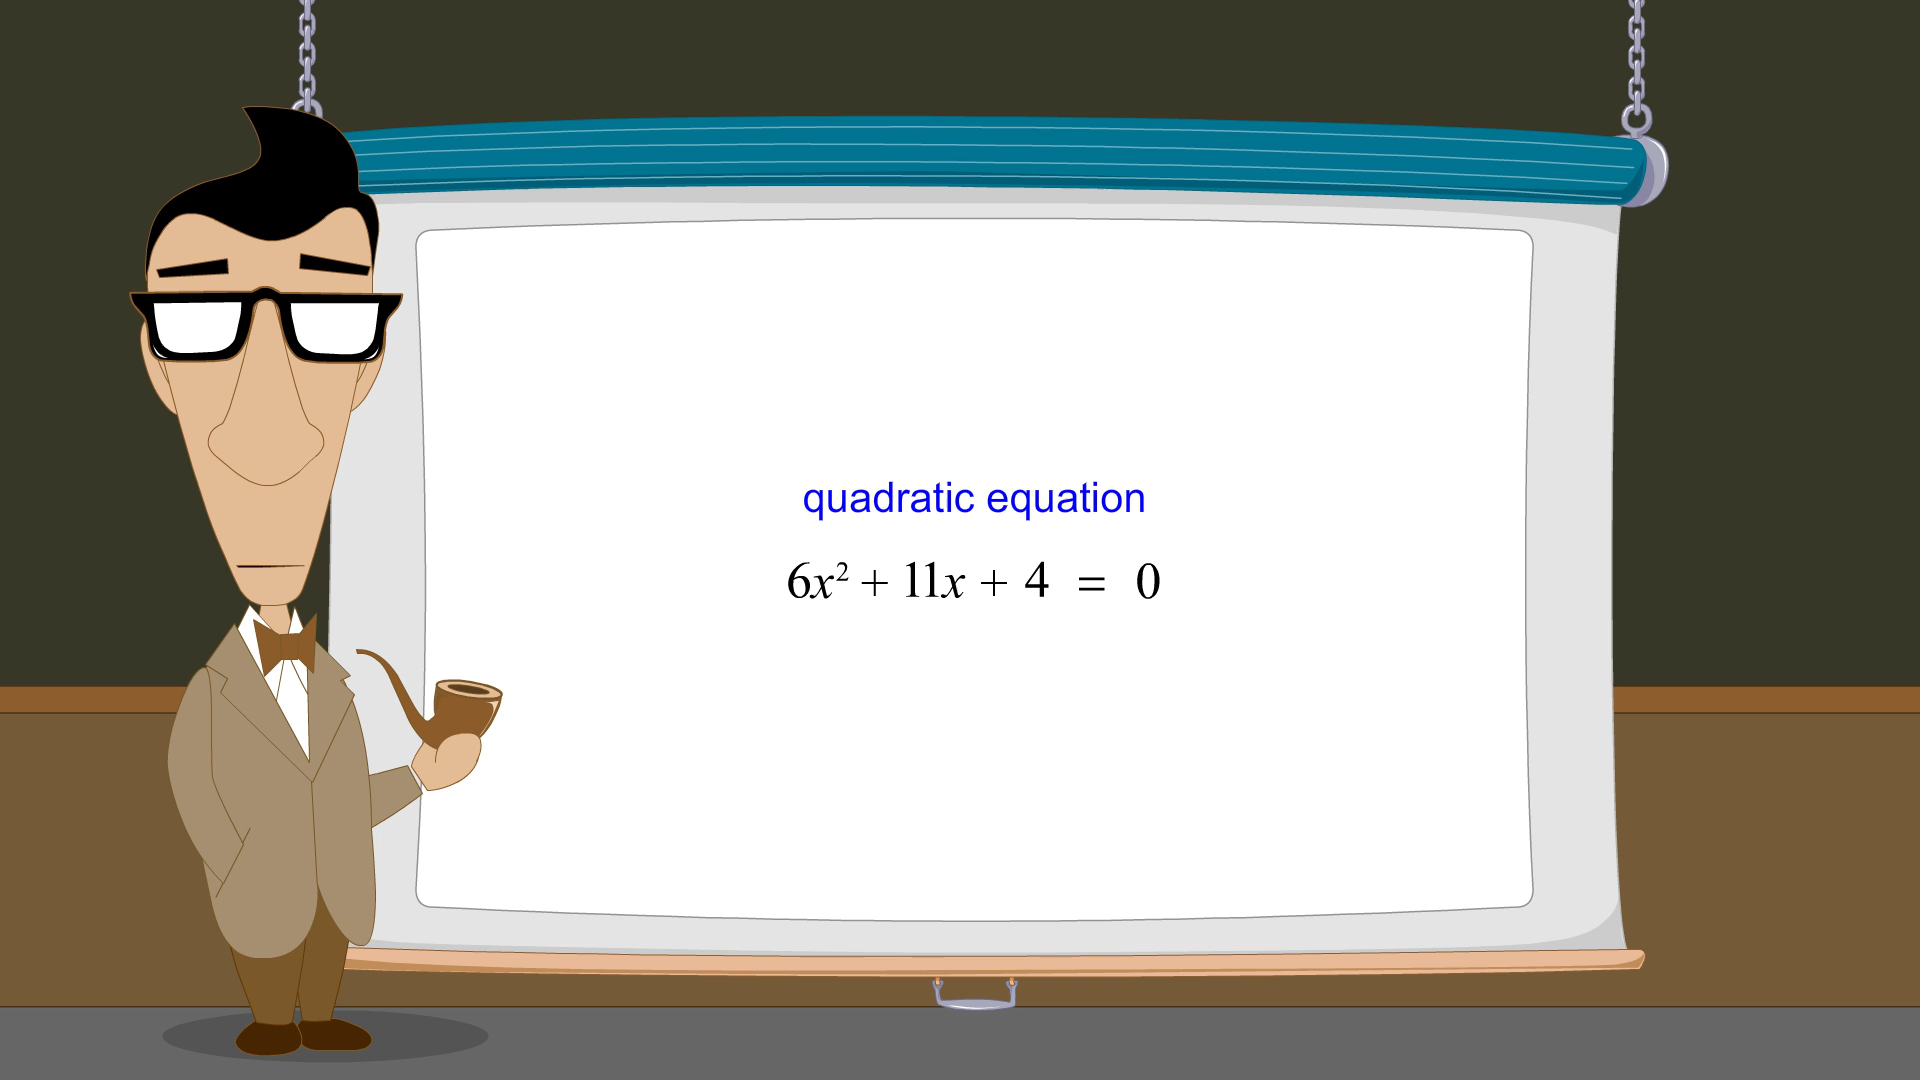 quadratic equation
6x² + 11x + 4 = 0